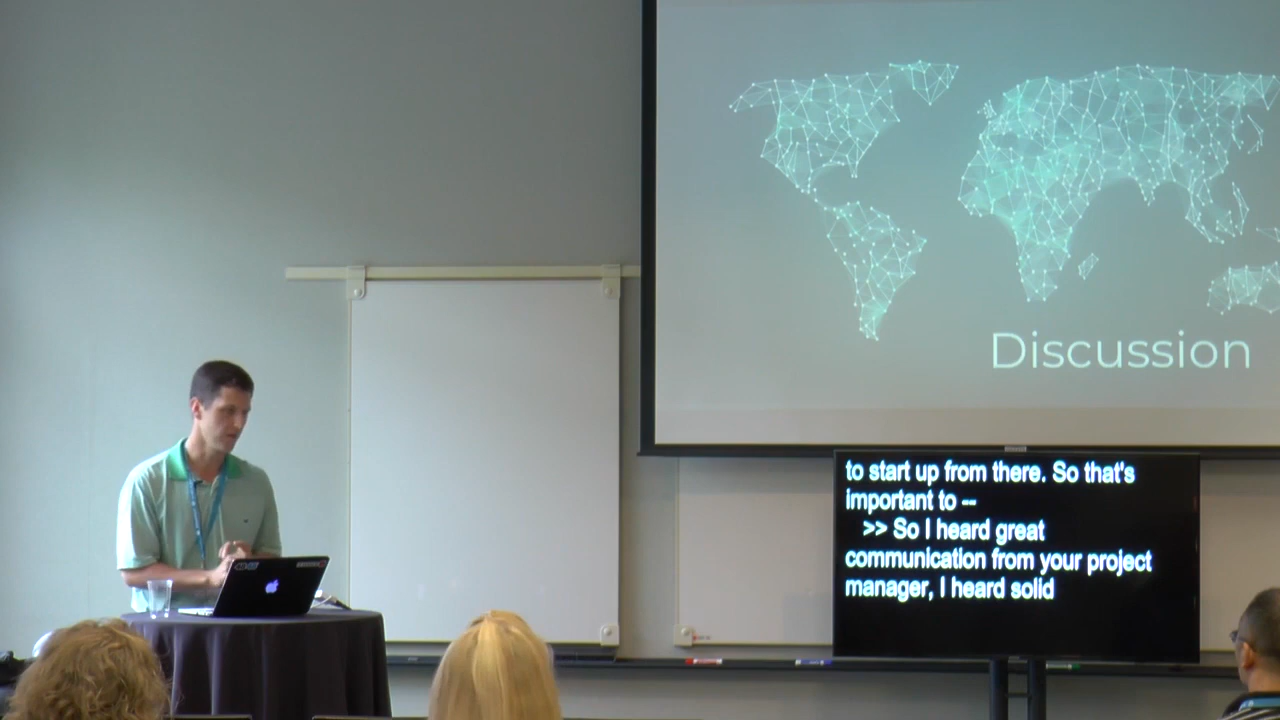 Discussion
to start up from there. So that's
important to --
>> So I heard great
communication from your project
manager, I heard solid